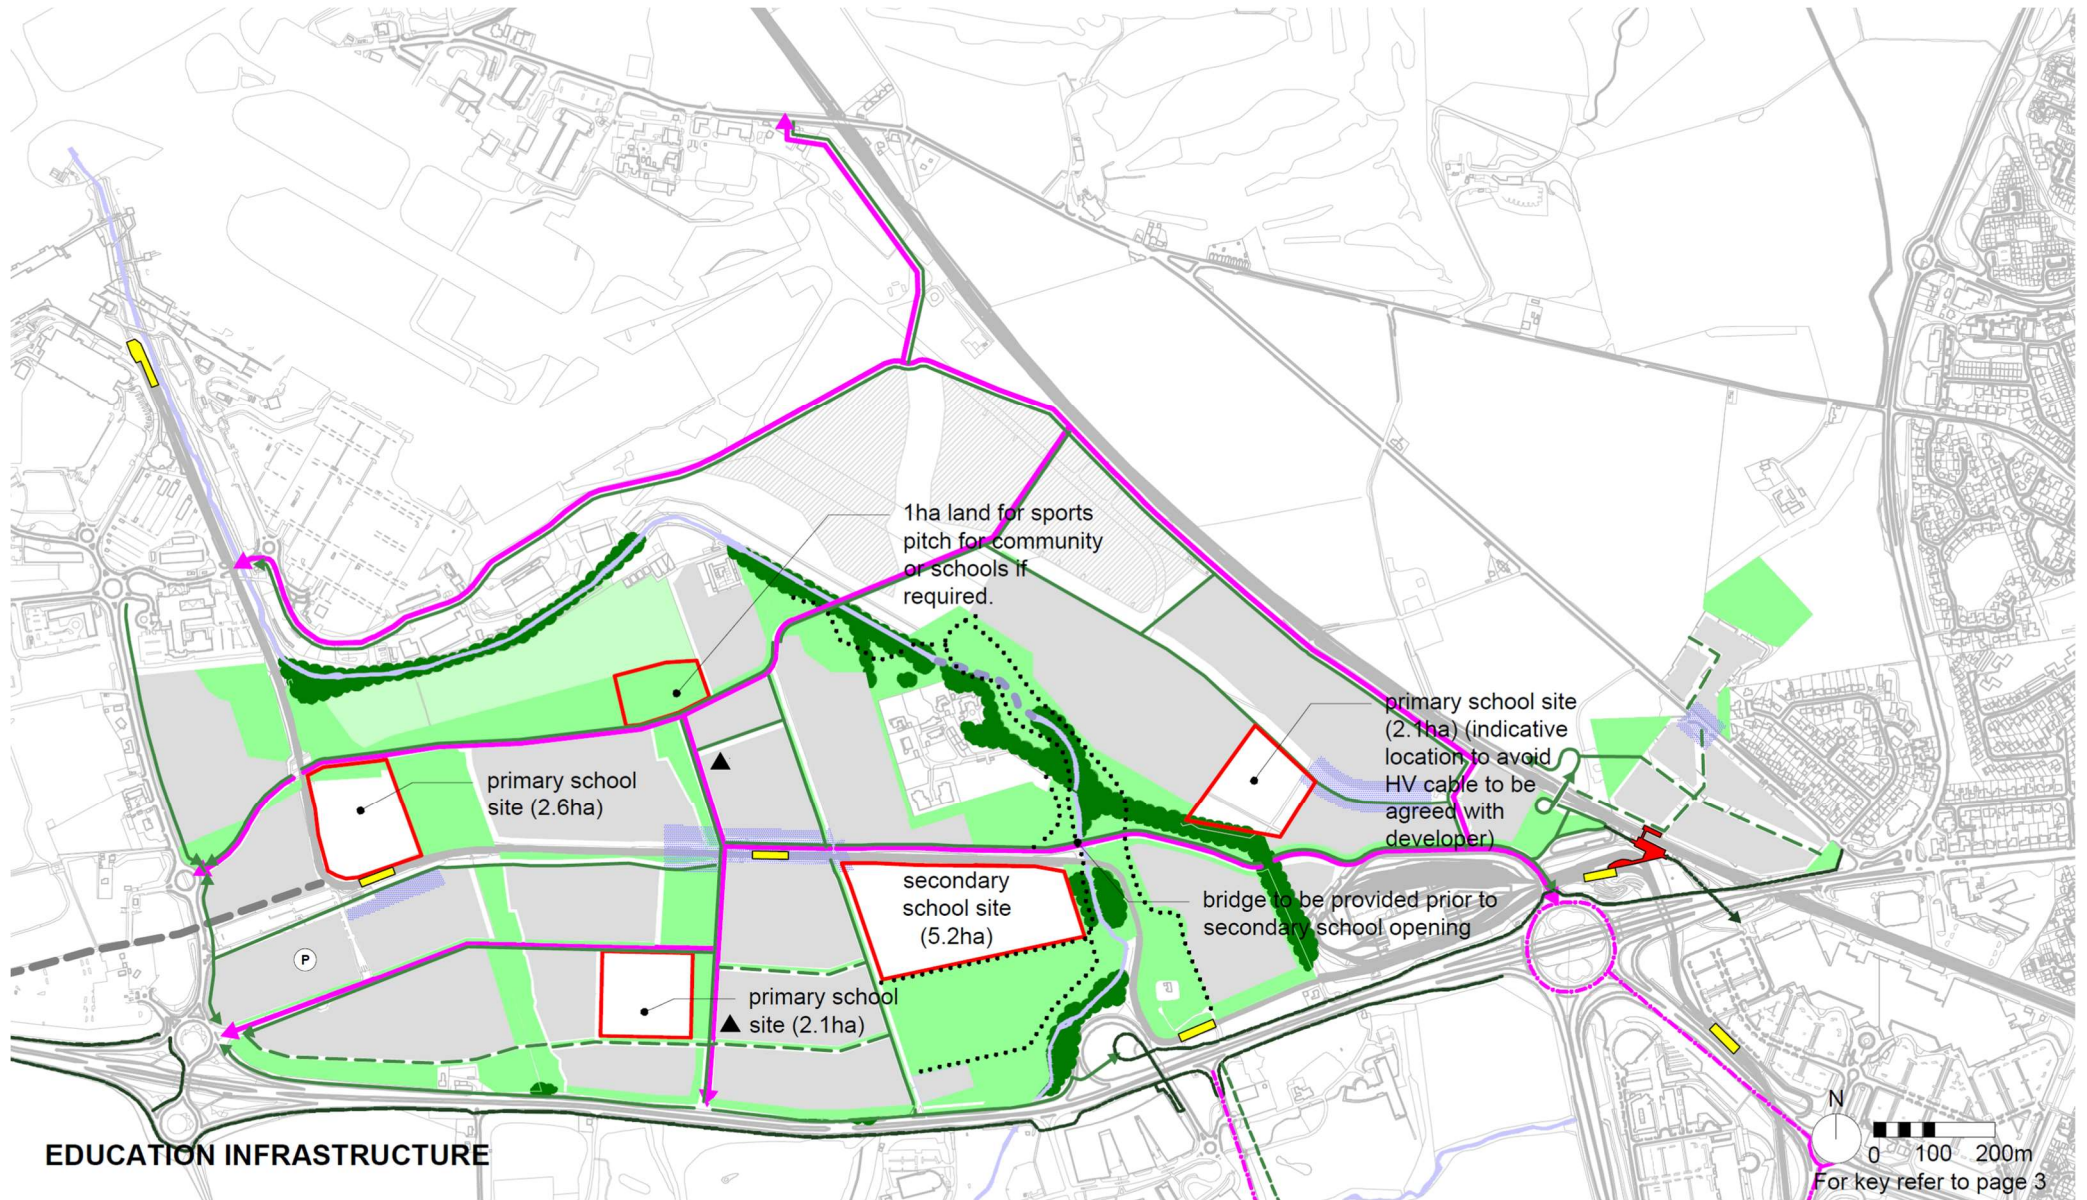 1ha land for sports
pitch for community
or schools if
required.
primary school site
(2.1ha) (indicative
location to avoid
HV cable to be
agreed with
developer)
primary school
site (2.6ha)
secondary
school site
(5.2ha)
bridge to be provided prior to
secondary school opening
P
primary school
site (2.1ha)
N
0 100 200m
EDUCATION INFRASTRUCTURE
For key refer to page 3